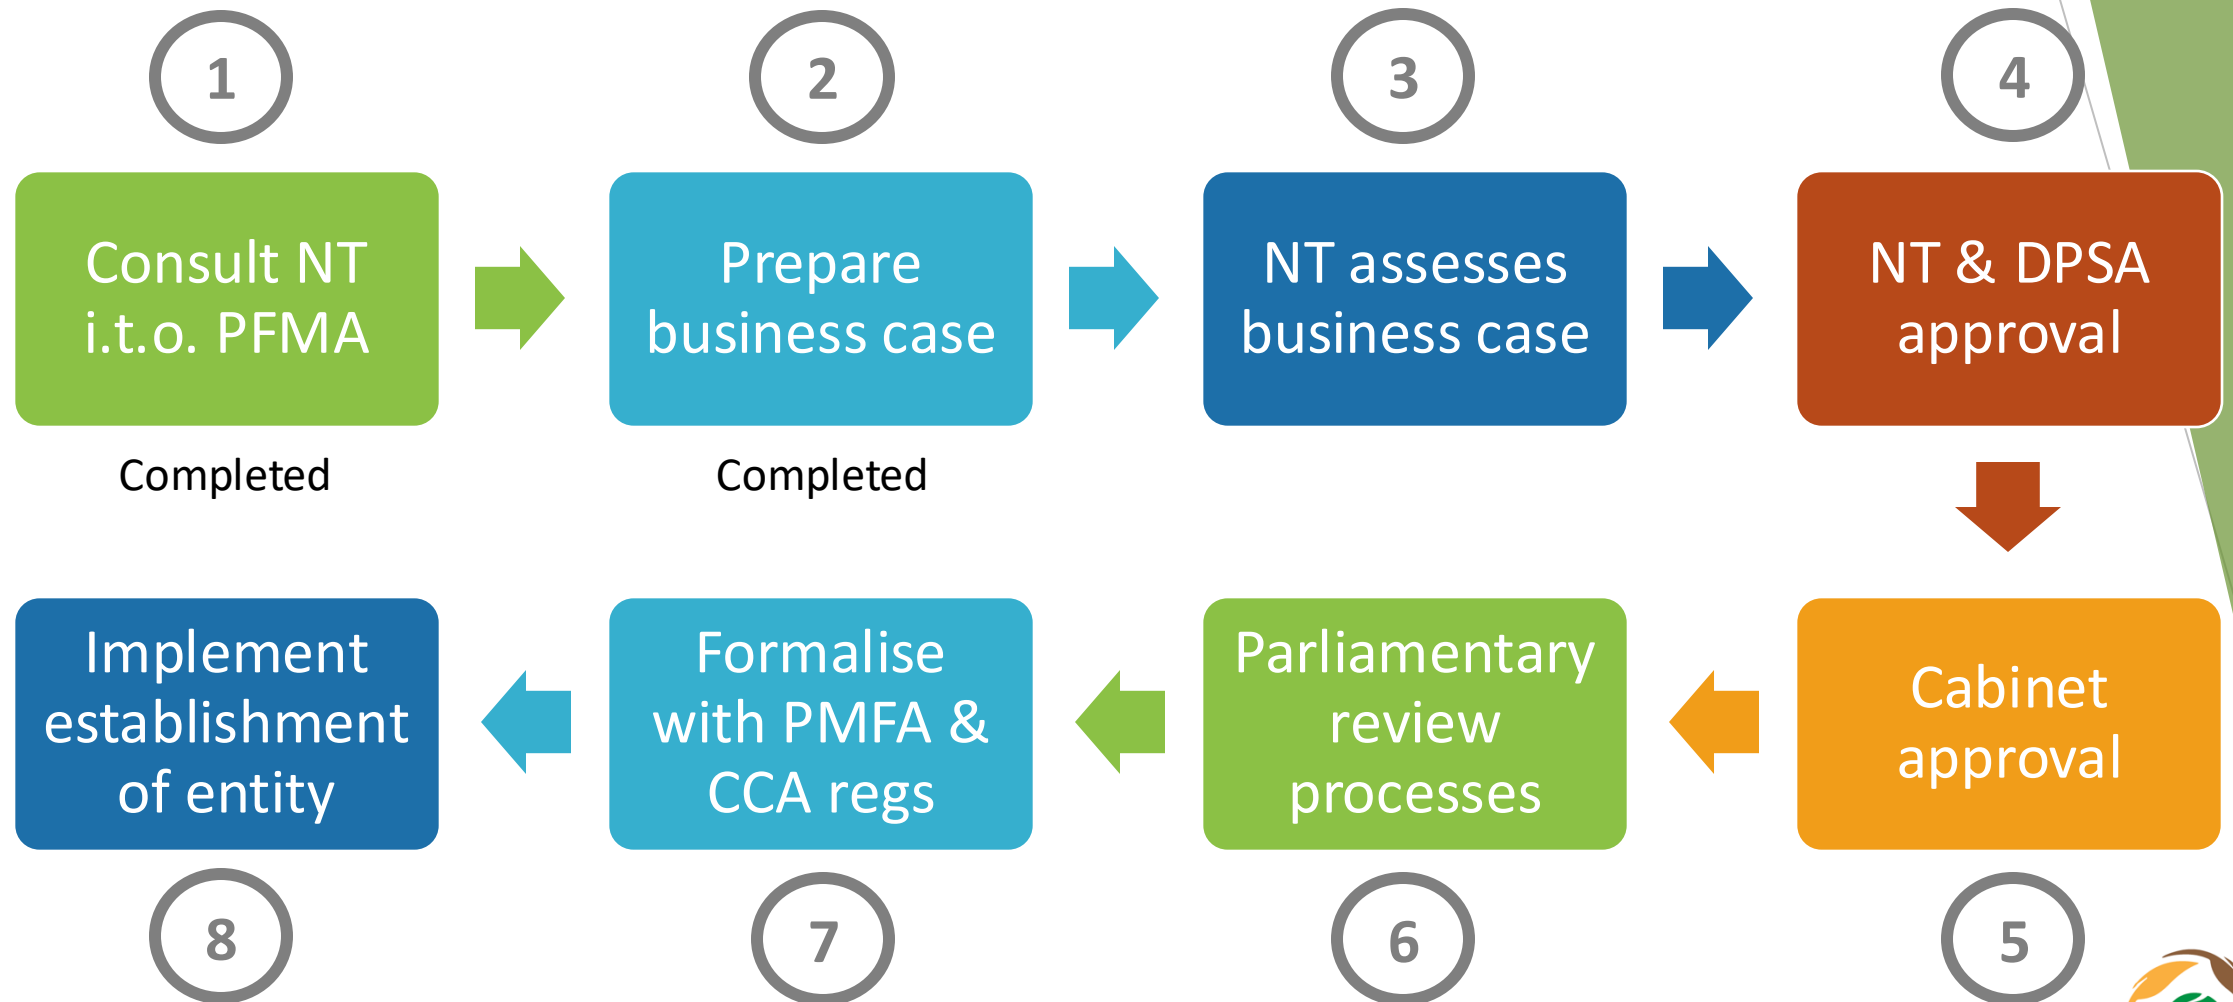 1
2
3
4
Consult NT
i.t.o. PFMA
Prepare
business case
NT assesses
business case
NT & DPSA
approval
Completed
Completed
Implement
establishment
of entity
Formalise
with PMFA &
CCA regs
Parliamentary
review
processes
Cabinet
approval
8
7
6
5